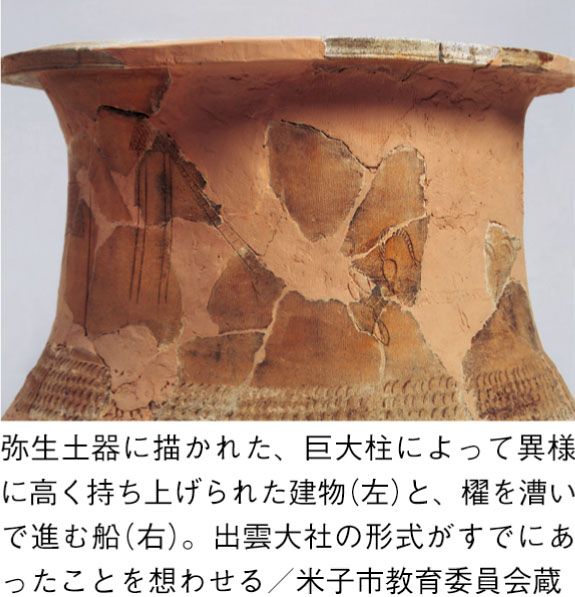 弥生土器に描かれた、巨大柱によって異様
に高く持ち上げられた建物(左)と、櫂を漕い
で進む船(右)。出雲大社の形式がすでにあ
ったことを想わせる／米子市教育委員会蔵